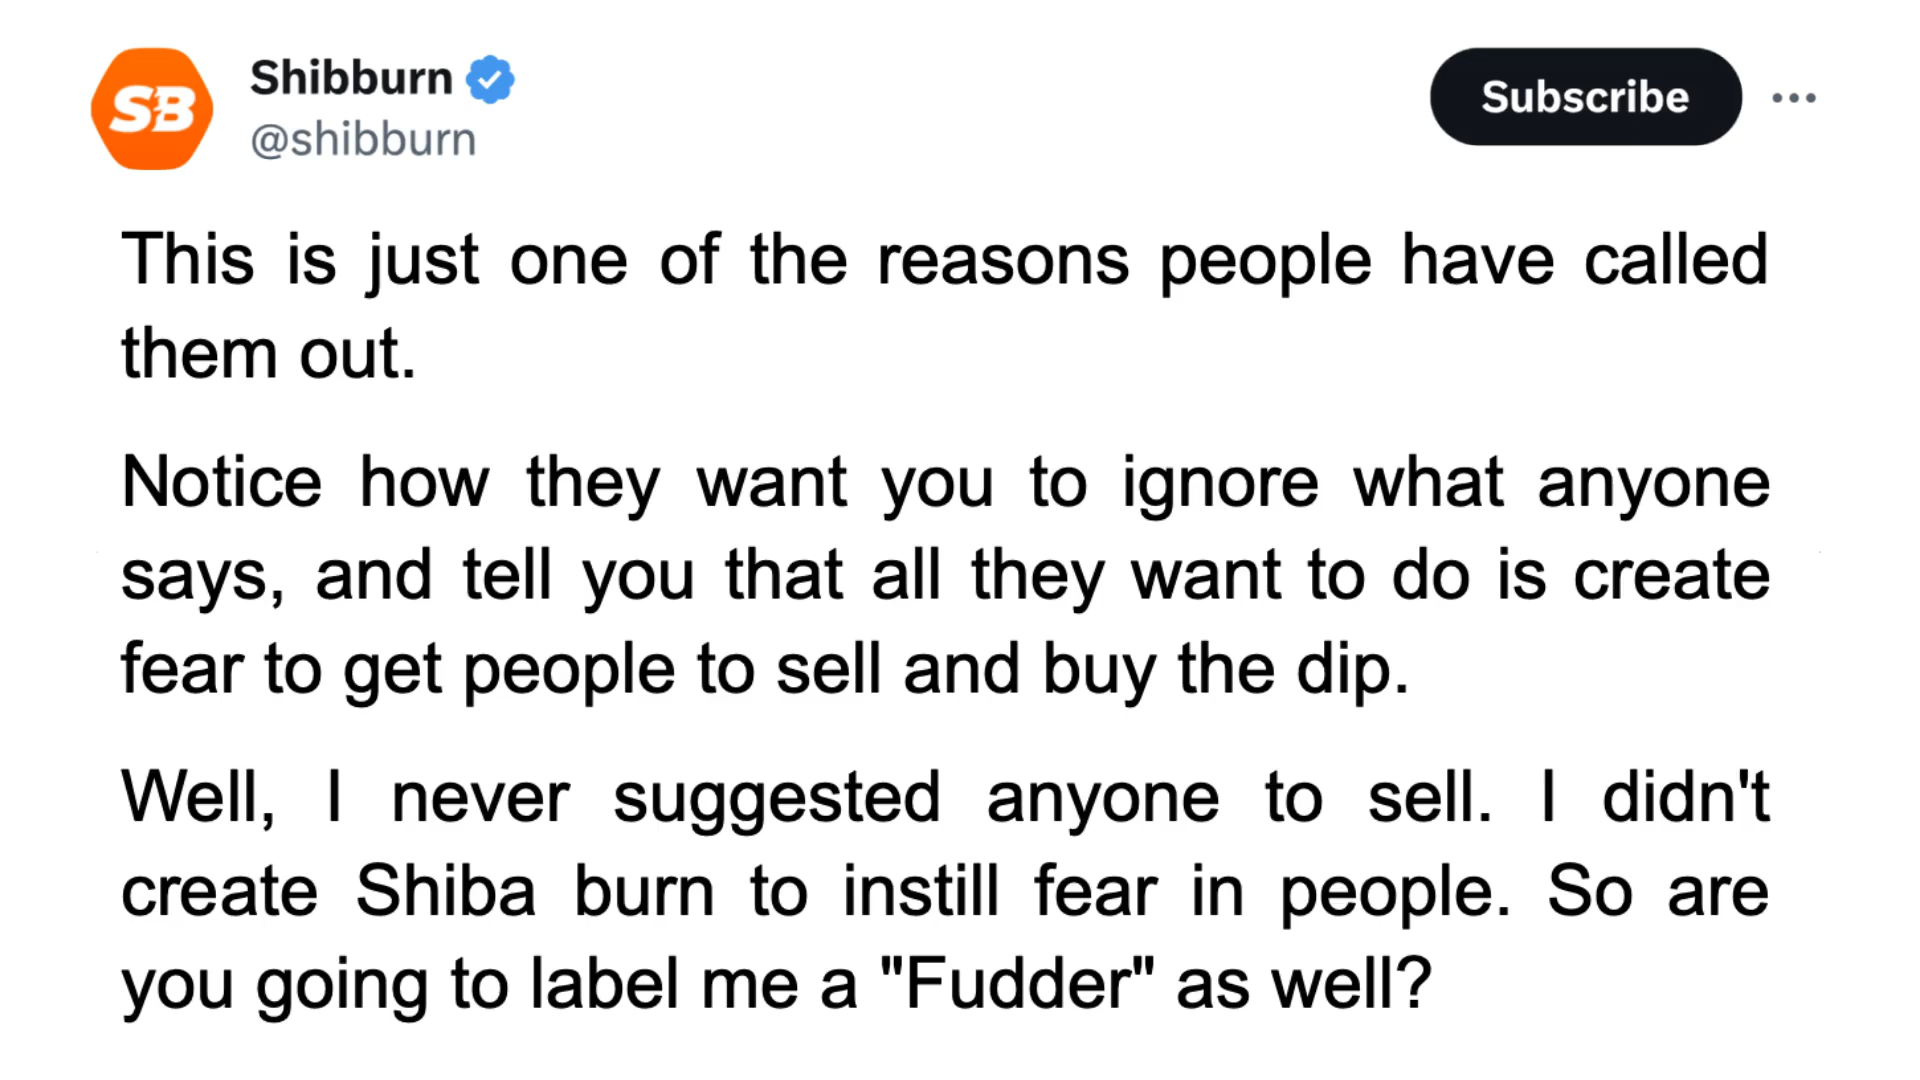 SB
Shibburn
@shibburn
Subscribe
This is just one of the reasons people have called
them out.
Notice how they want you to ignore what anyone
says, and tell you that all they want to do is create
fear to get people to sell and buy the dip.
Well, I never suggested anyone to sell. I didn't
create Shiba burn to instill fear in people. So are
you going to label me a "Fudder" as well?